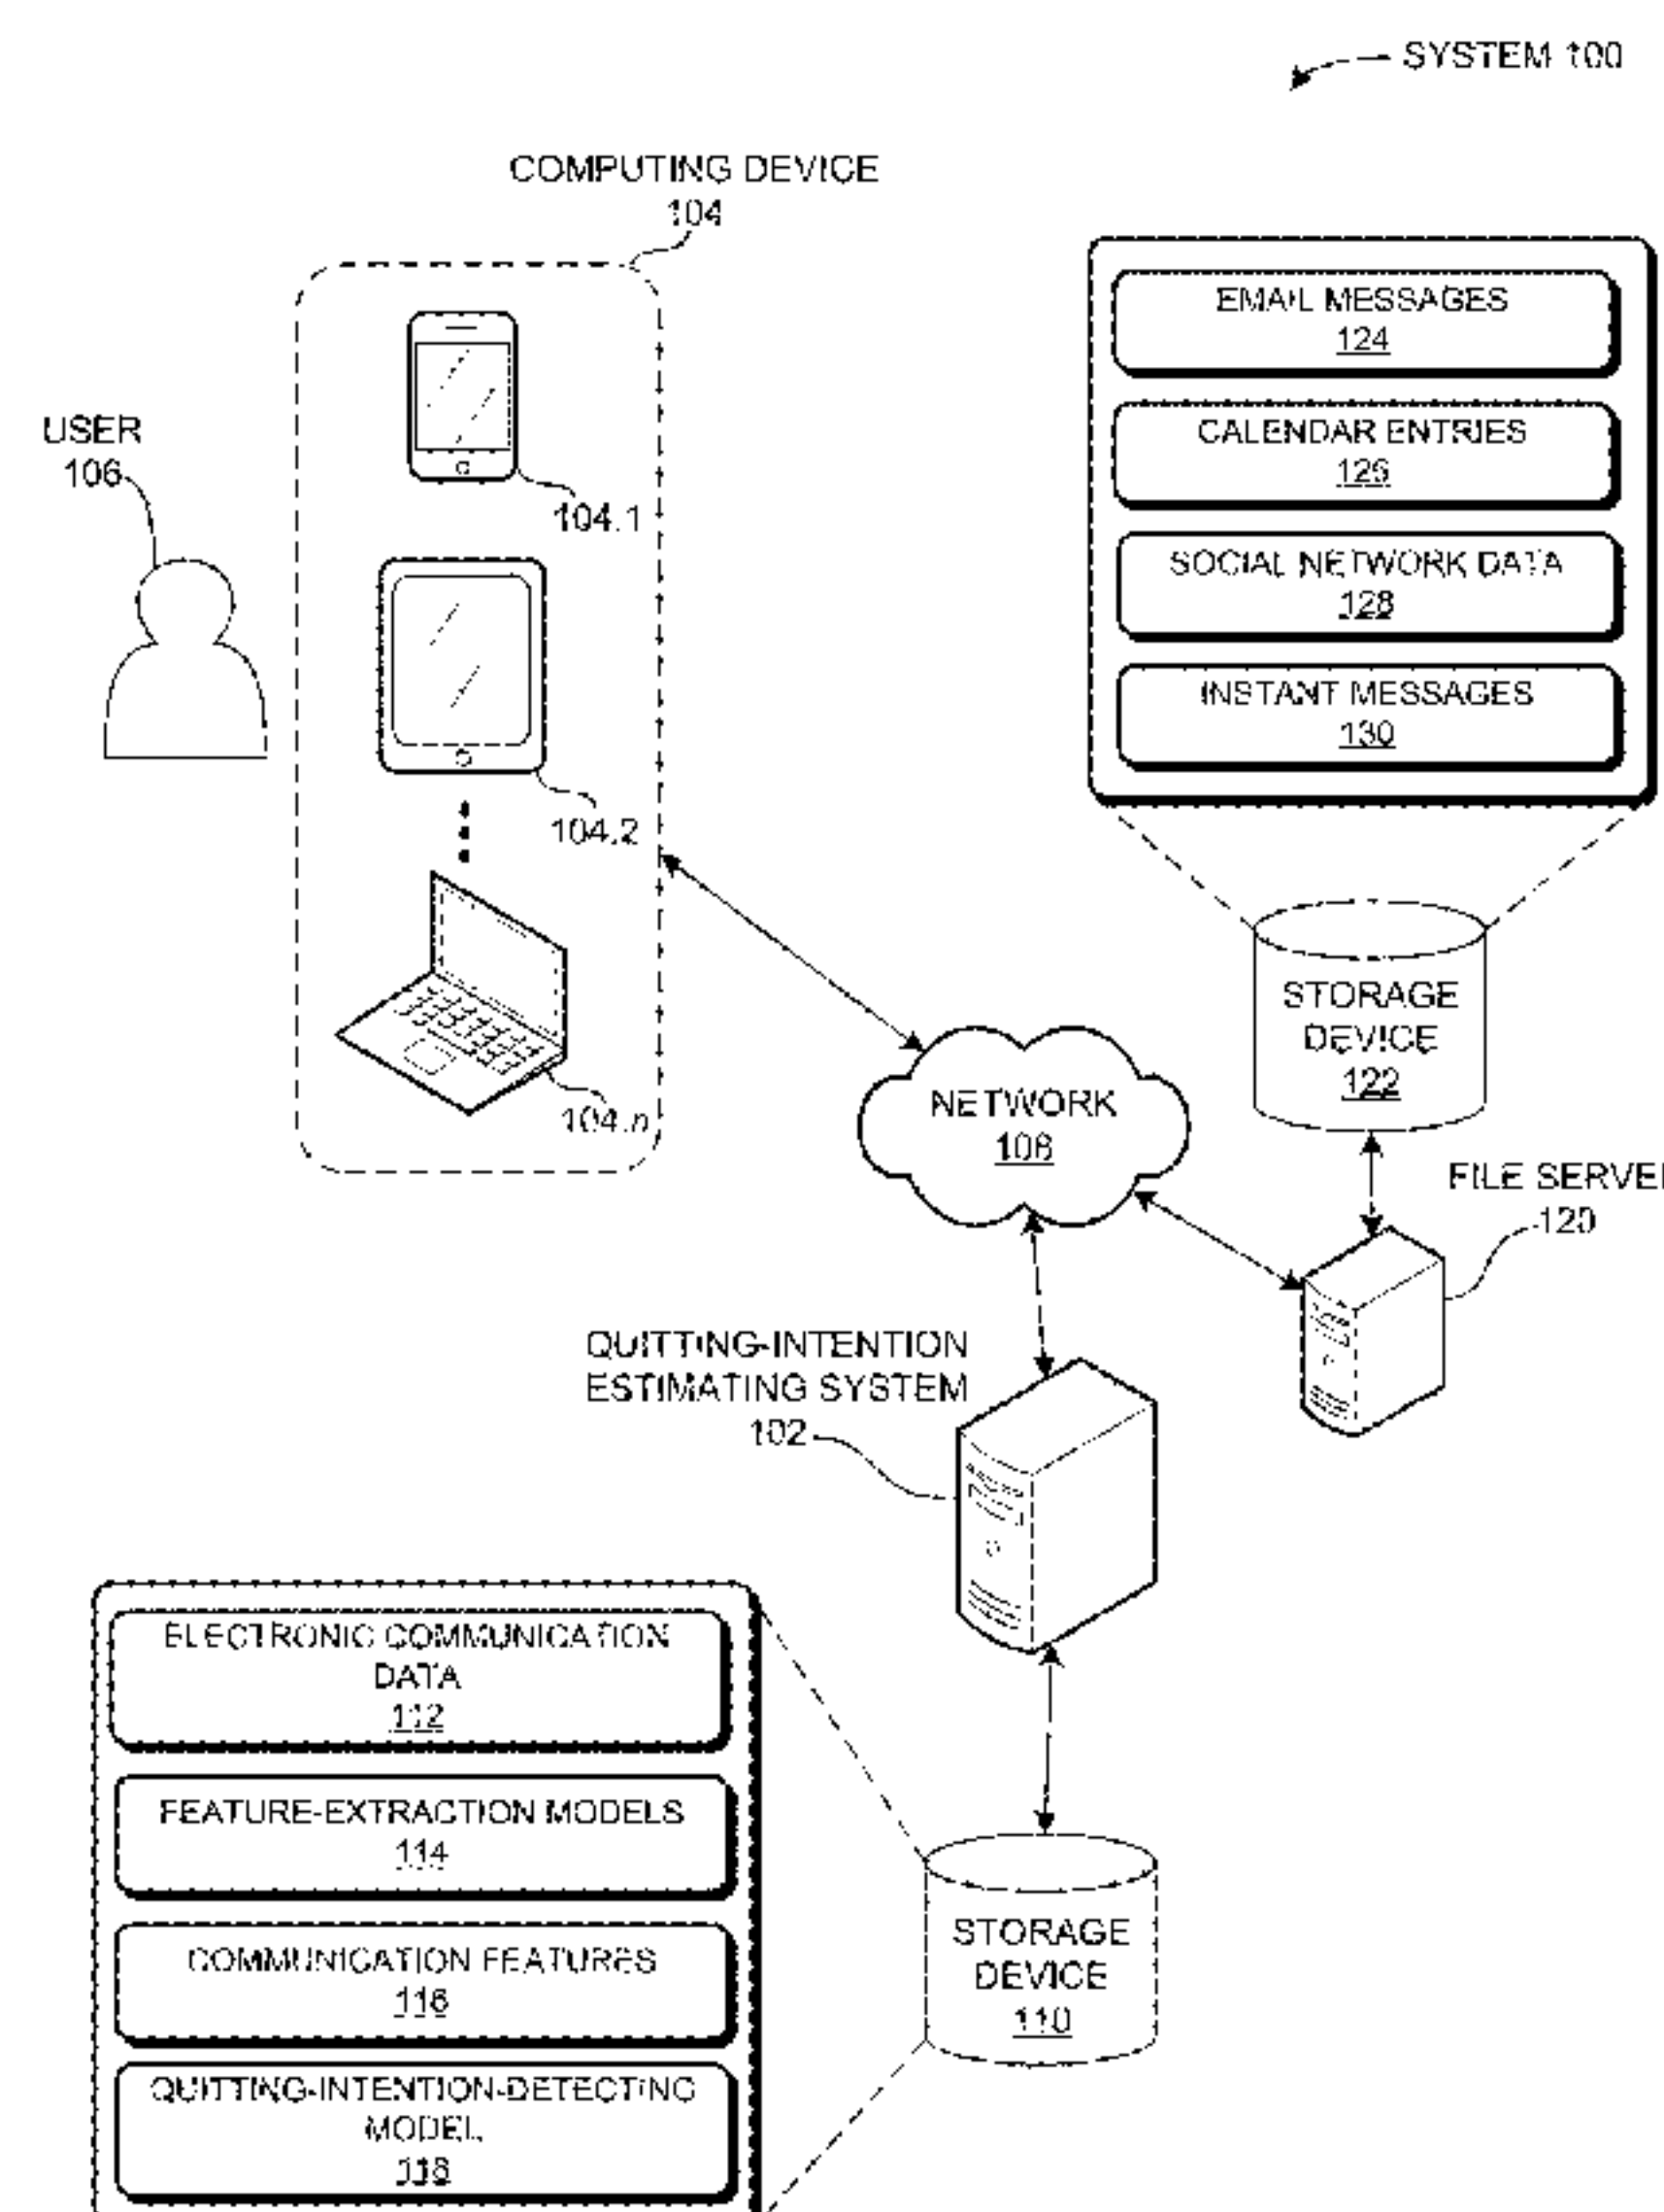 SYSTEM 100
COMPUTING DEVICE
104
USER
106
104.1
104.2
104.n
EMAIL MESSAGES
124
CALENDAR ENTRIES
126
SOCIAL NETWORK DATA
128
INSTANT MESSAGES
130
STORAGE
DEVICE
122
NETWORK
108
FILE SERVER
120
QUITTING-INTENTION
ESTIMATING SYSTEM
102
ELECTRONIC COMMUNICATION
DATA
112
FEATURE-EXTRACTION MODELS
114
COMMUNICATION FEATURES
116
QUITTING-INTENTION-DETECTING
MODEL
118
STORAGE
DEVICE
110